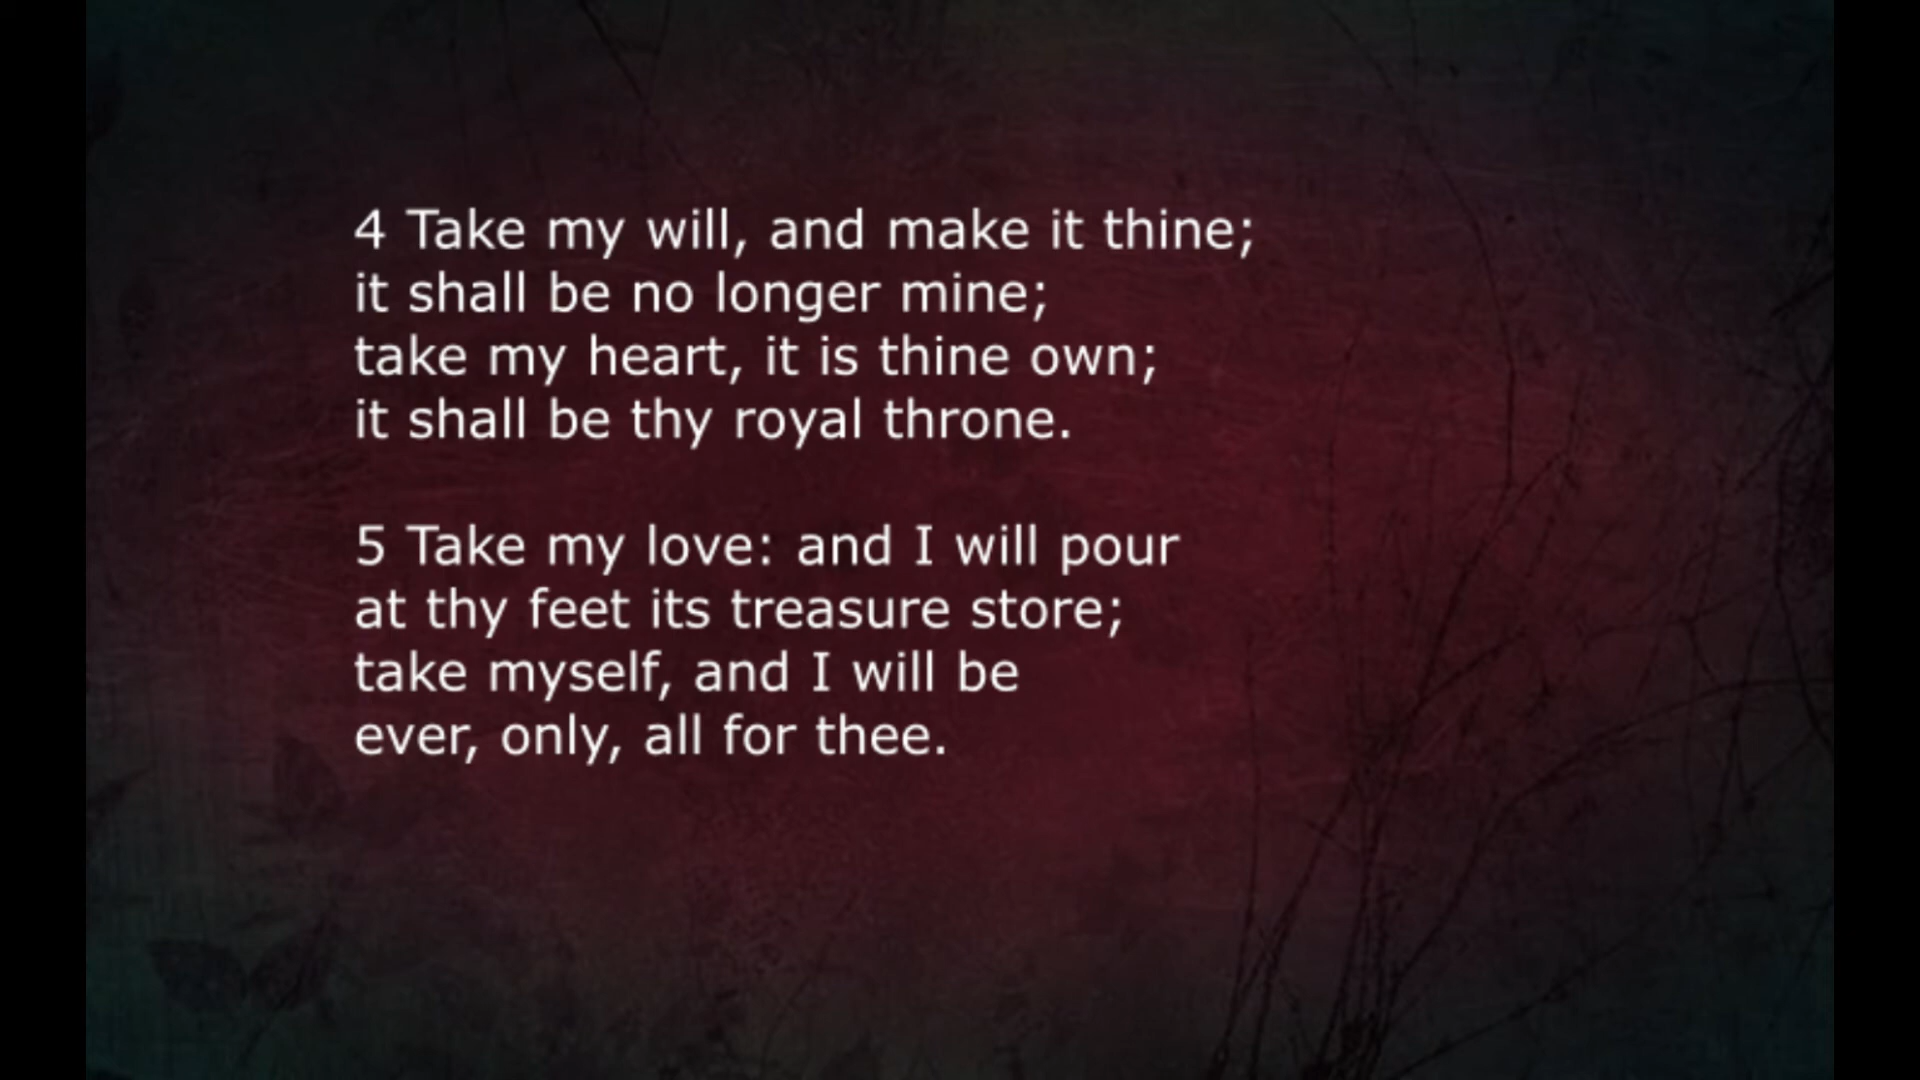 4 Take my will, and make it thine;
it shall be no longer mine;
take my heart, it is thine own;
it shall be thy royal throne.
5 Take my love: and I will pour
at thy feet its treasure store;
take myself, and I will be
ever, only, all for thee.